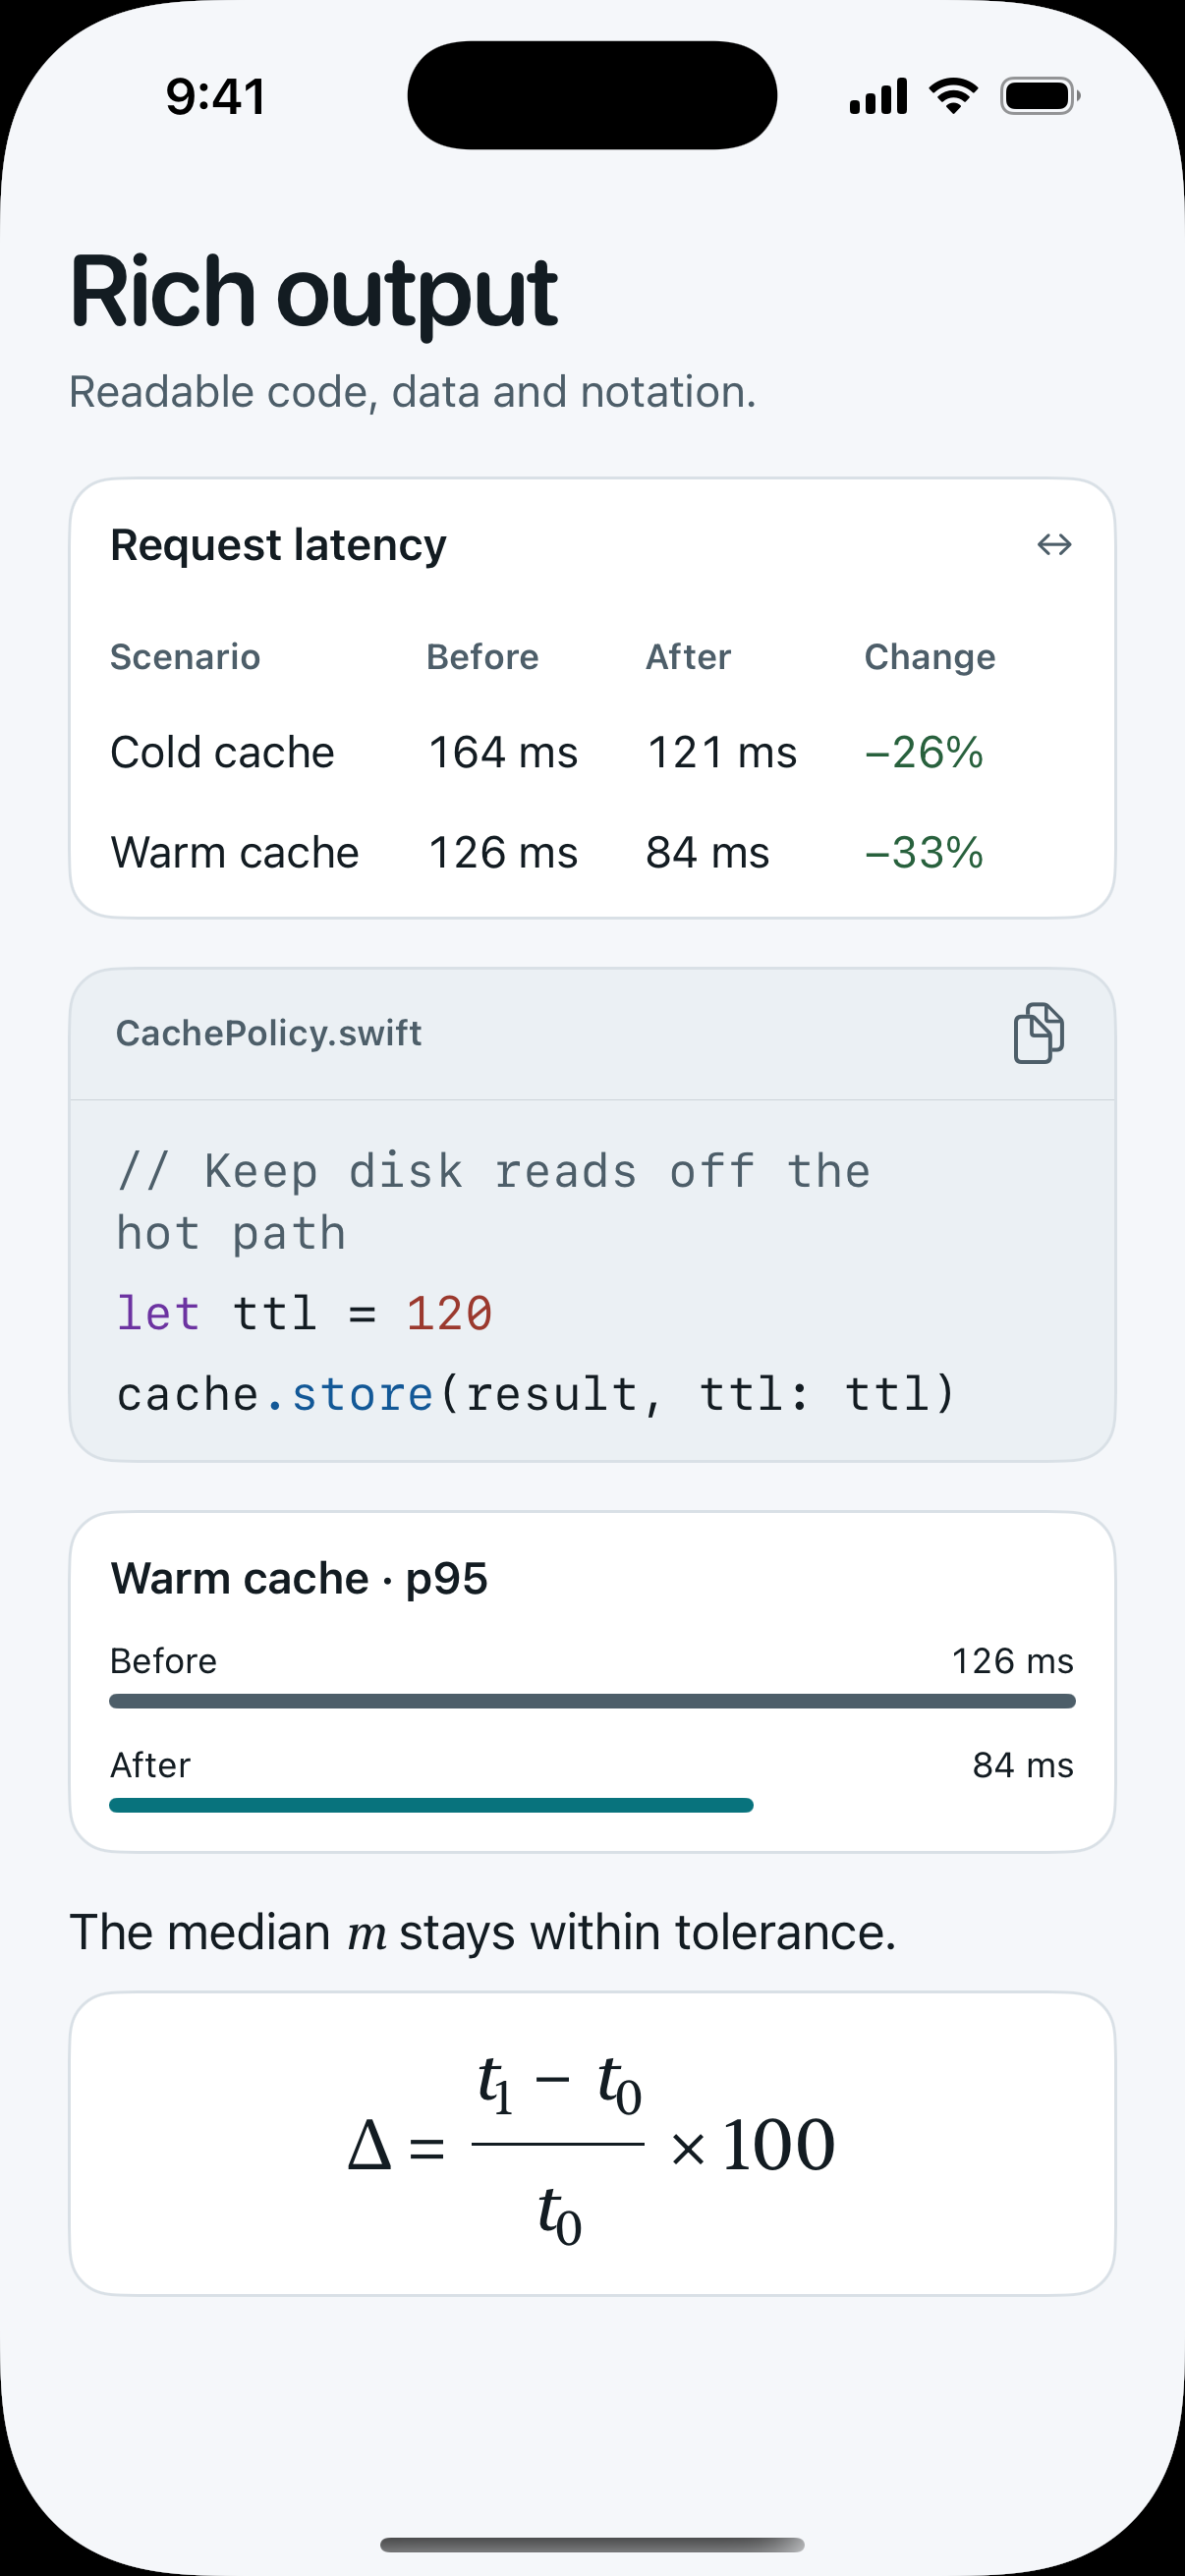 9:41
Rich output
Readable code, data and notation.
Request latency
Scenario Before After Change
Cold cache 164 ms 121 ms −26%
Warm cache 126 ms 84 ms −33%
CachePolicy.swift
// Keep disk reads off the
hot path
let ttl = 120
cache.store(result, ttl: ttl)
Warm cache · p95
Before 126 ms
After 84 ms
The median m stays within tolerance.
t₁ − t₀
Δ = × 100
t₀